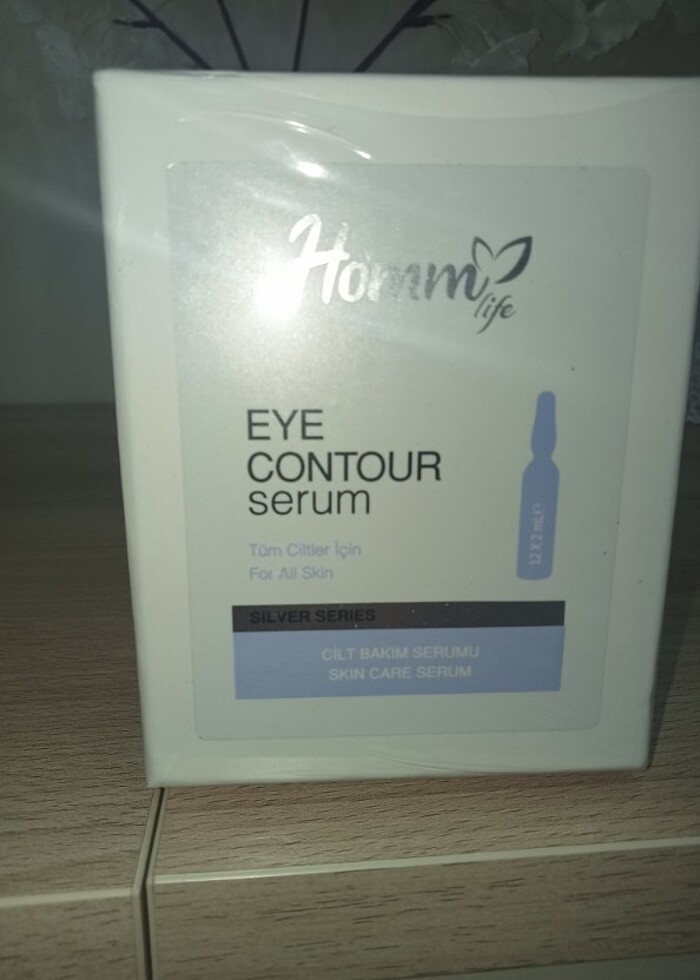 Homm
life
EYE
CONTOUR
serum
Tüm Ciltler İçin
For All Skin
12 X 2 mL ℮
SILVER SERIES
CİLT BAKIM SERUMU
SKIN CARE SERUM